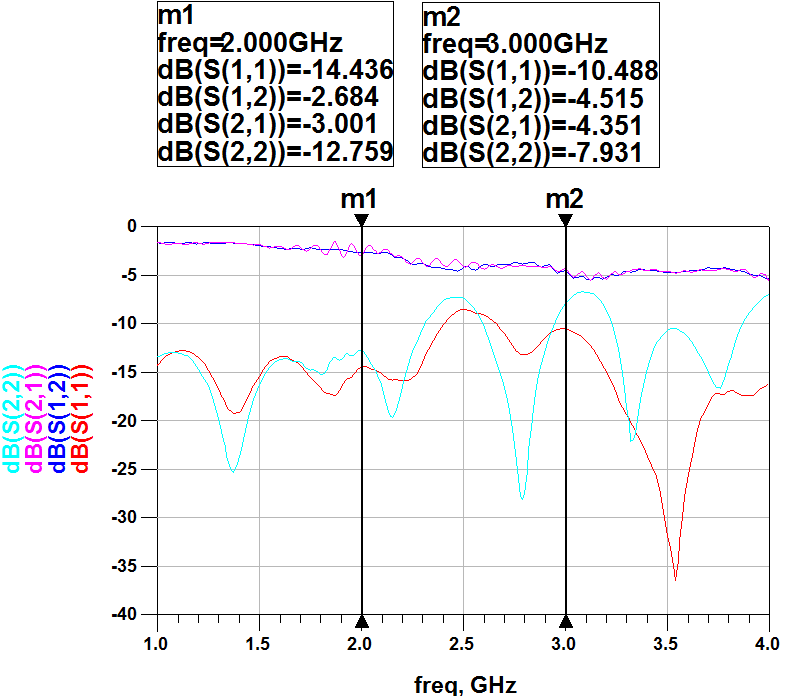 m1
freq=2.000GHz
dB(S(1,1))=-14.436
dB(S(1,2))=-2.684
dB(S(2,1))=-3.001
dB(S(2,2))=-12.759
m2
freq=3.000GHz
dB(S(1,1))=-10.488
dB(S(1,2))=-4.515
dB(S(2,1))=-4.351
dB(S(2,2))=-7.931
m1
m2
0
-5
-10
-15
-20
-25
-30
-35
-40
dB(S(2,2))
dB(S(2,1))
dB(S(1,2))
dB(S(1,1))
1.0 1.5 2.0 2.5 3.0 3.5 4.0
freq, GHz